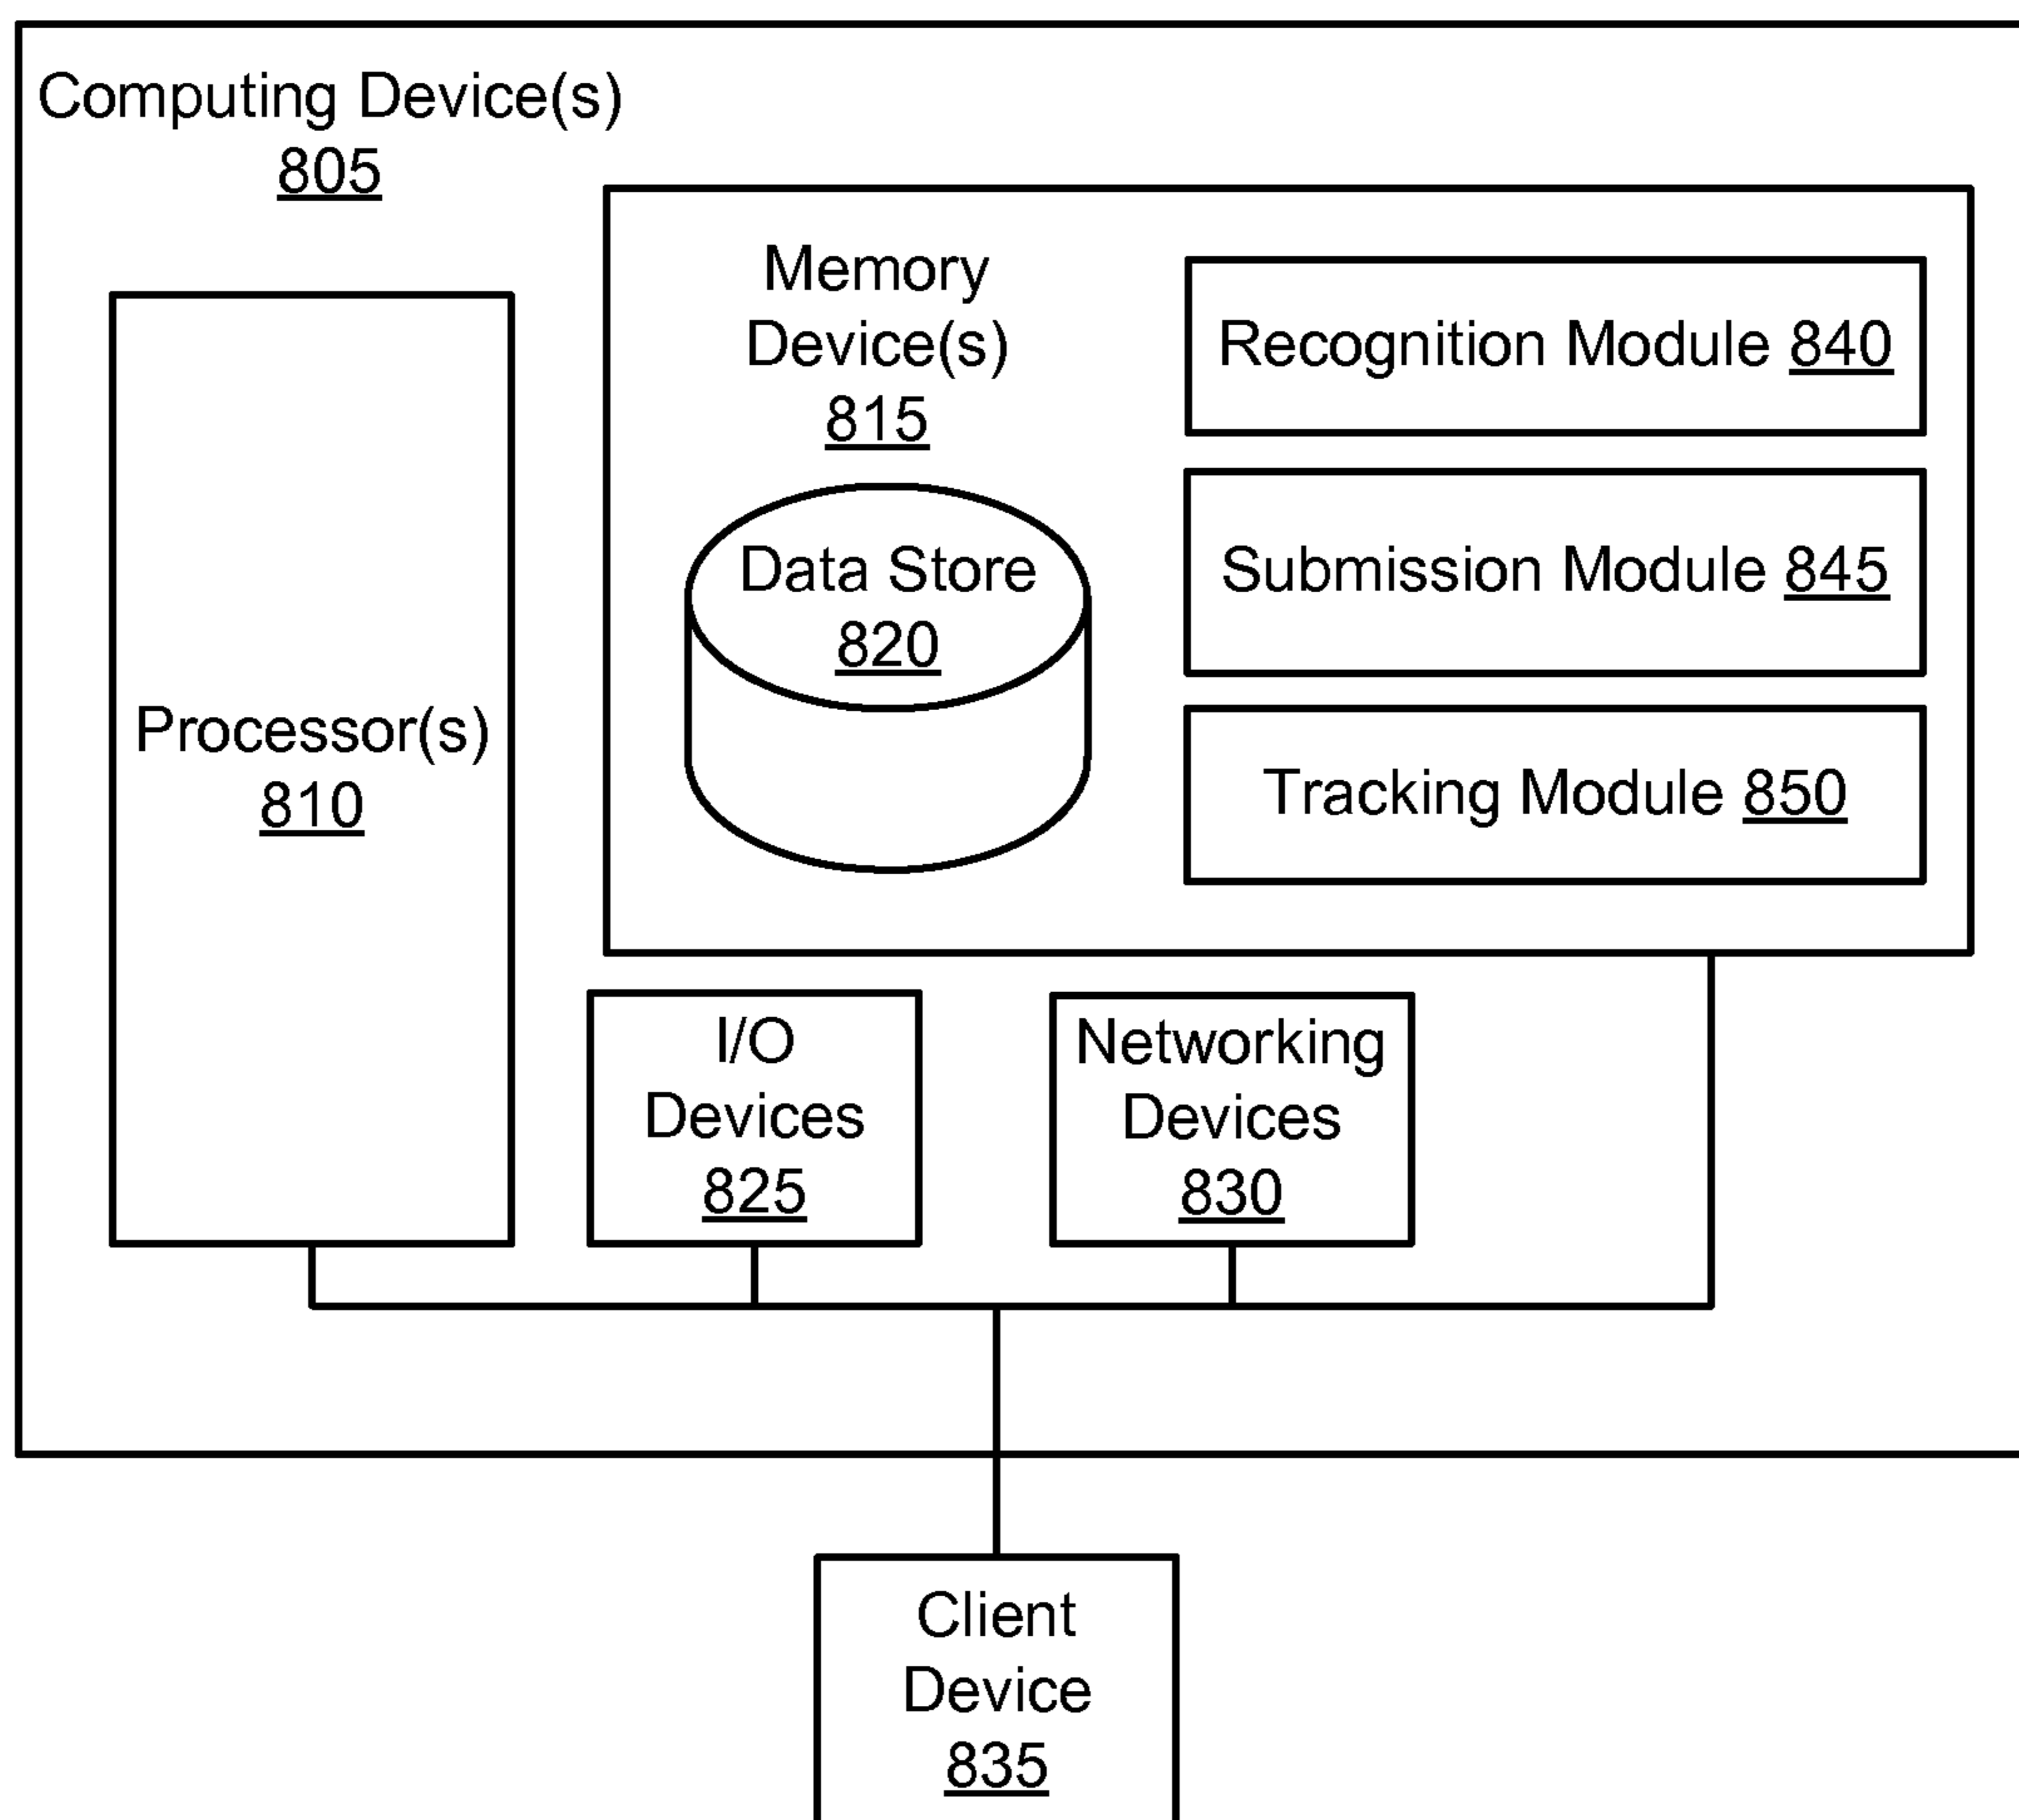 Computing Device(s)
805
Memory
Device(s)
815
Recognition Module 840
Data Store
820
Submission Module 845
Processor(s)
810
Tracking Module 850
I/O
Devices
825
Networking
Devices
830
Client
Device
835